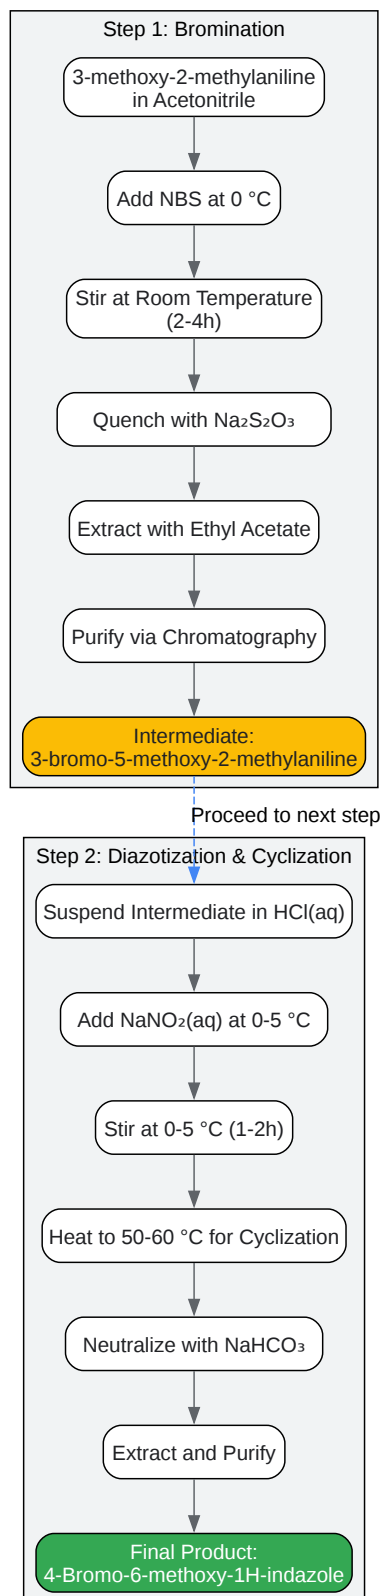 Step 1: Bromination
3-methoxy-2-methylaniline
in Acetonitrile
Add NBS at 0 °C
Stir at Room Temperature
(2-4h)
Quench with Na₂S₂O₃
Extract with Ethyl Acetate
Purify via Chromatography
Intermediate:
3-bromo-5-methoxy-2-methylaniline
Proceed to next step
Step 2: Diazotization & Cyclization
Suspend Intermediate in HCl(aq)
Add NaNO₂(aq) at 0-5 °C
Stir at 0-5 °C (1-2h)
Heat to 50-60 °C for Cyclization
Neutralize with NaHCO₃
Extract and Purify
Final Product:
4-Bromo-6-methoxy-1H-indazole